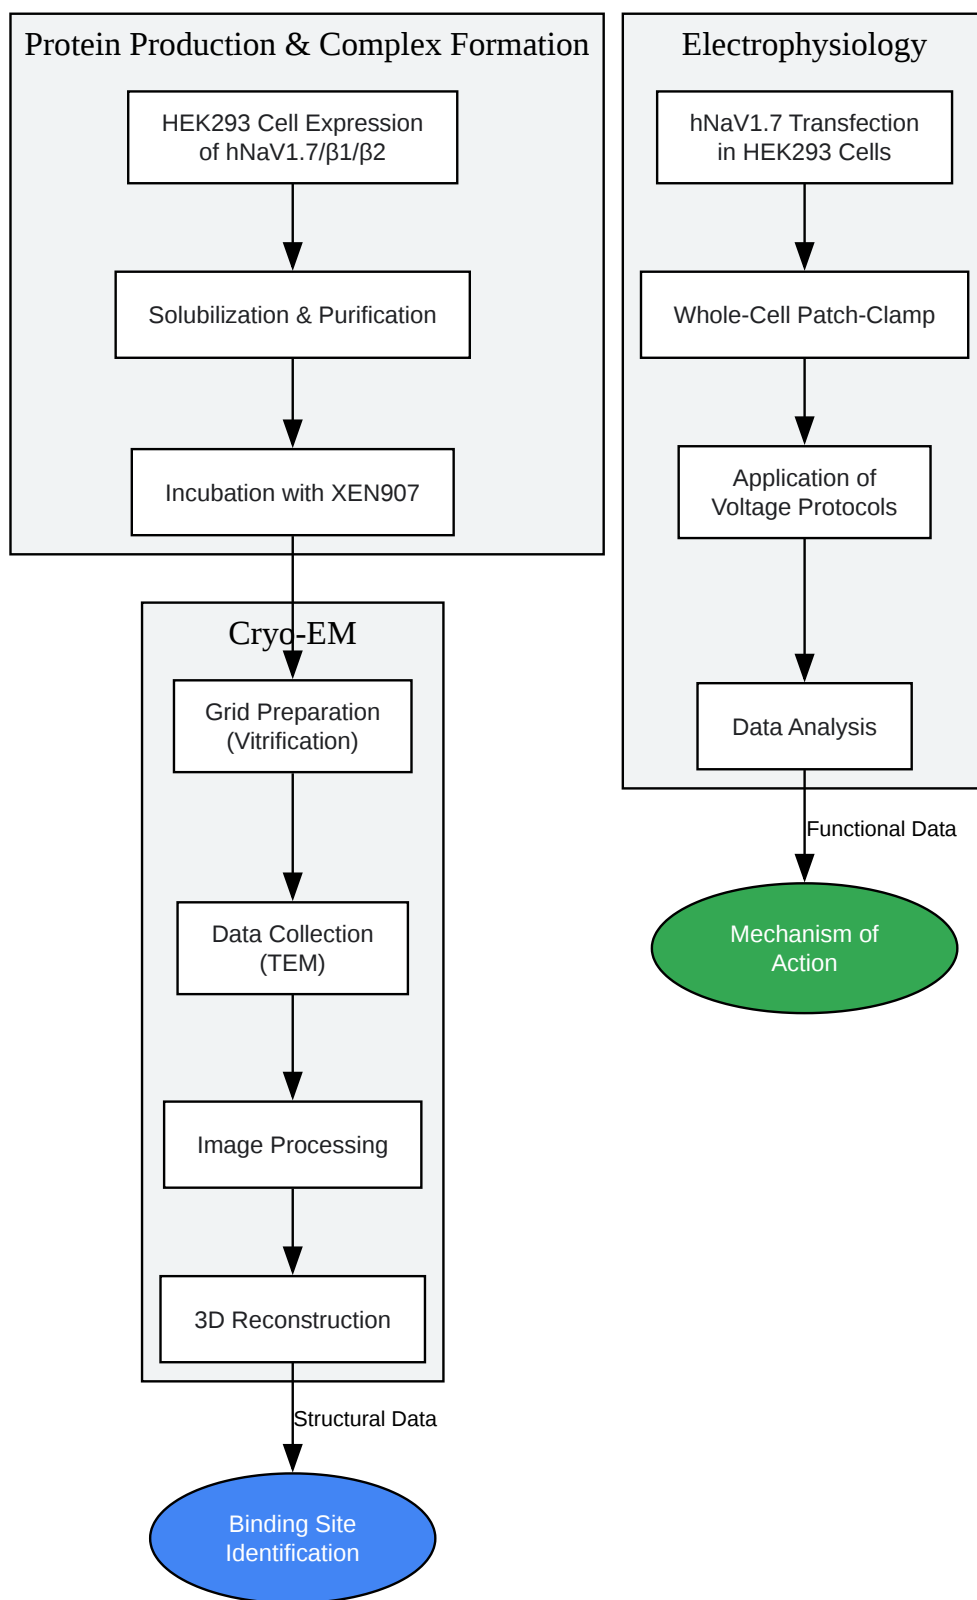 Protein Production & Complex Formation
HEK293 Cell Expression
of hNaV1.7/β1/β2
Solubilization & Purification
Incubation with XEN907
Cryo-EM
Grid Preparation
(Vitrification)
Data Collection
(TEM)
Image Processing
3D Reconstruction
Structural Data
Binding Site
Identification
Electrophysiology
hNaV1.7 Transfection
in HEK293 Cells
Whole-Cell Patch-Clamp
Application of
Voltage Protocols
Data Analysis
Functional Data
Mechanism of
Action